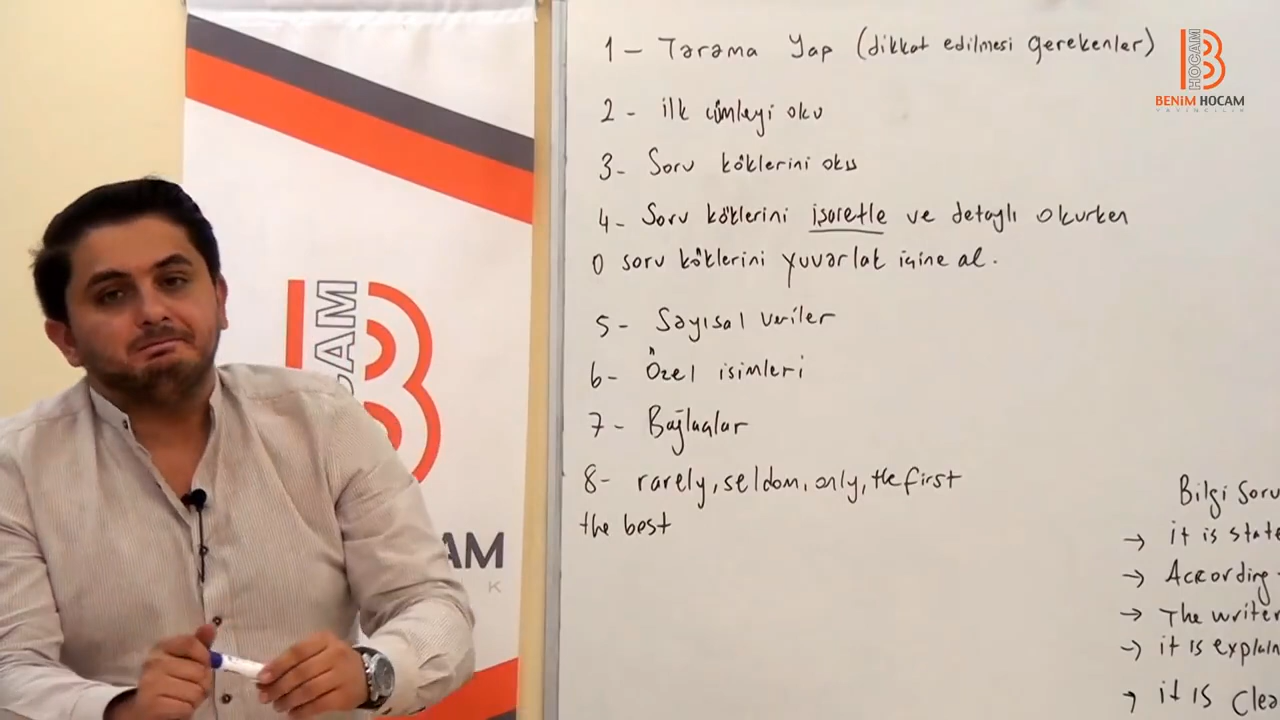 1 - Tarama Yap (dikkat edilmesi gerekenler)
2 - ilk cümleyi oku
3- Soru köklerini oku
4- Soru köklerini işaretle ve detaylı okurken
O soru köklerini yuvarlak içine al.
5- Sayısal veriler
6- Özel isimleri
7- Bağlaçlar
8- rarely, seldom, only, the first
the best
Bilgi Soru
→ it is state
→ According
→ The writer
→ it is explain
→ it is Clea
HOCAM
B
BENİM HOCAM
YAYINCILIK
CAM
B
AM
K